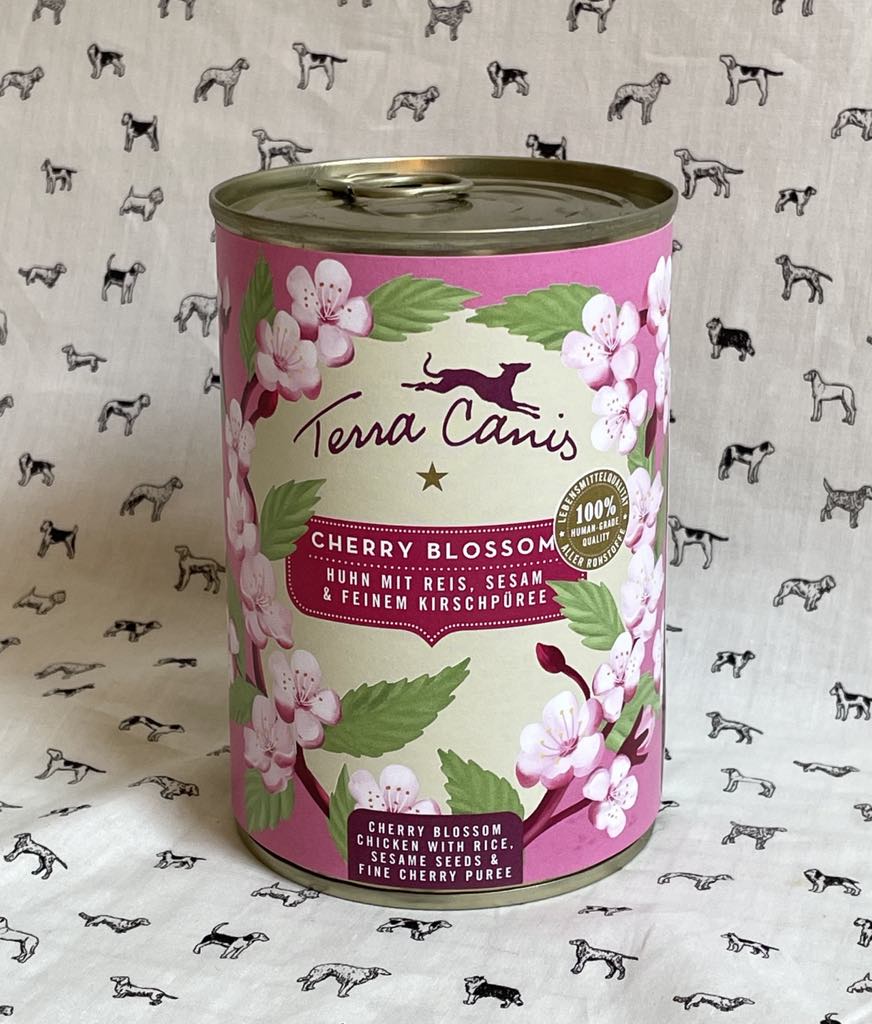 Terra Canis
CHERRY BLOSSOM
HUHN MIT REIS, SESAM
& FEINEM KIRSCHPÜREE
LEBENSMITTELQUALITÄT
100%
HUMAN-GRADE
QUALITY
ALLER ROHSTOFFE
CHERRY BLOSSOM
CHICKEN WITH RICE,
SESAME SEEDS &
FINE CHERRY PUREE